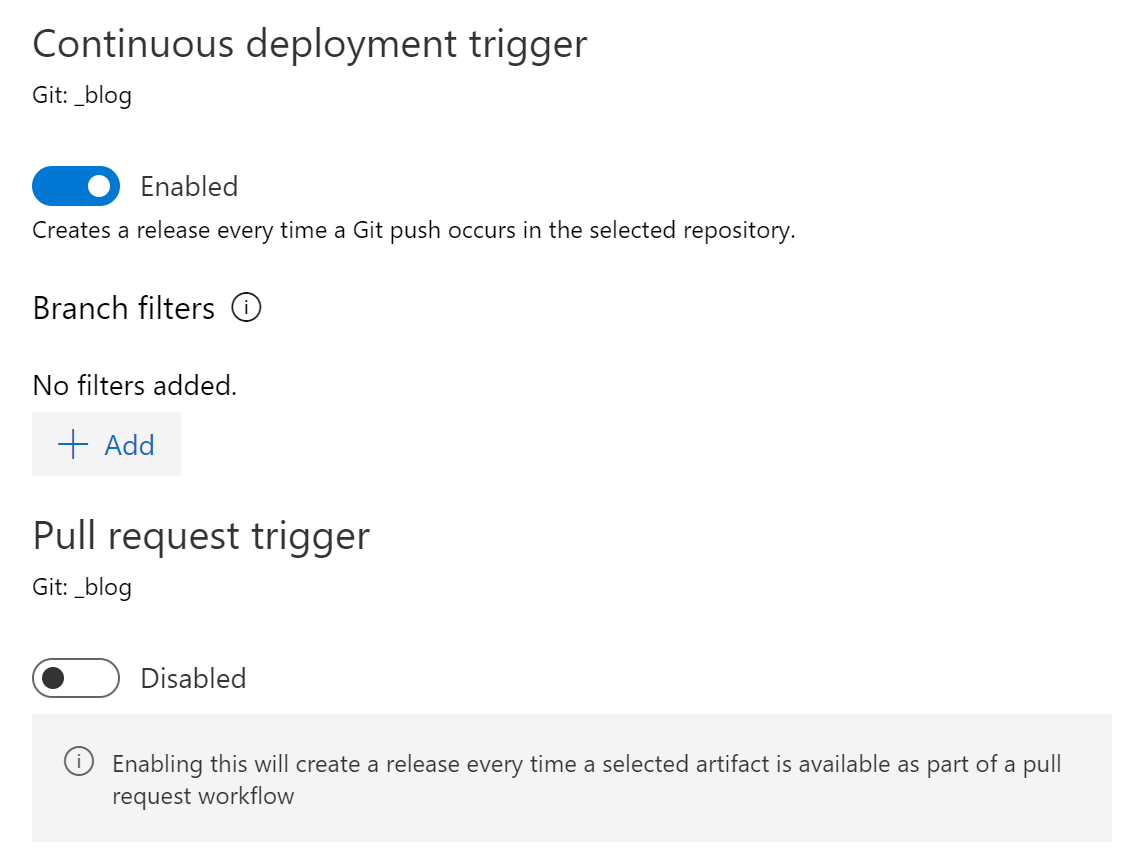 Continuous deployment trigger
Git: _blog
Enabled
Creates a release every time a Git push occurs in the selected repository.
Branch filters
No filters added.
Add
Pull request trigger
Git: _blog
Disabled
Enabling this will create a release every time a selected artifact is available as part of a pull
request workflow